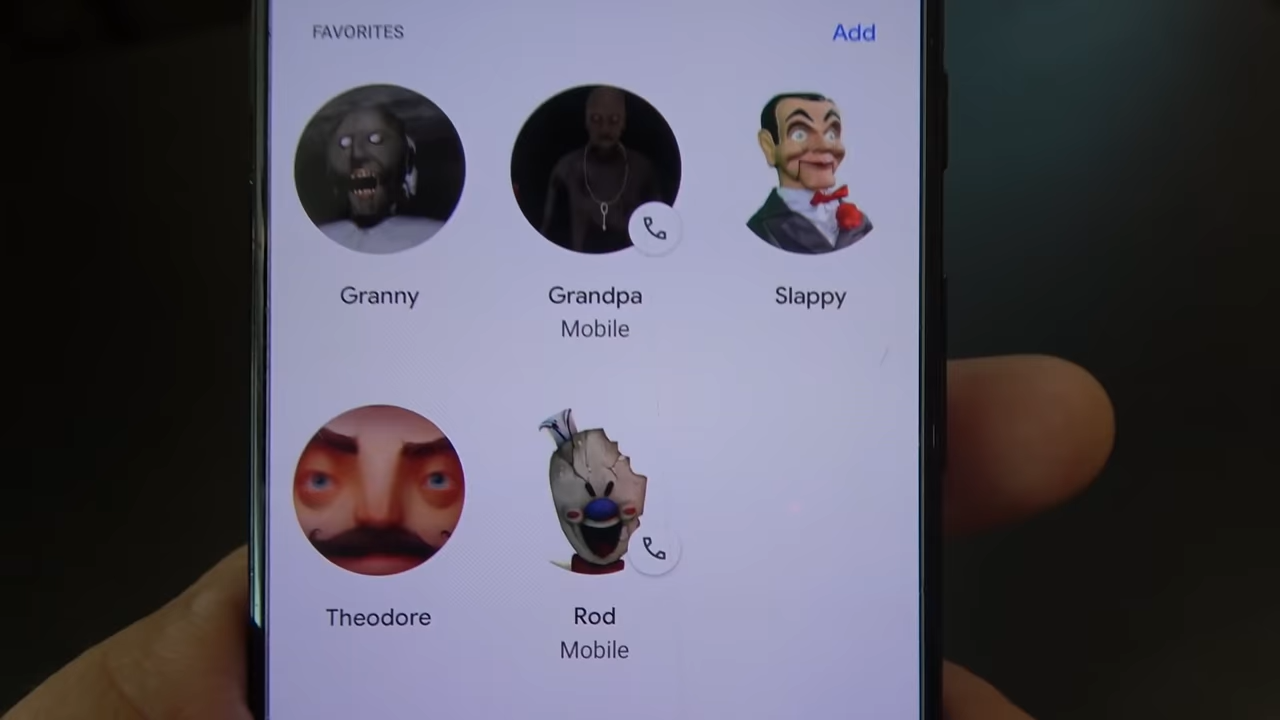 FAVORITES Add
Granny Grandpa Slappy
Mobile
Theodore Rod
Mobile